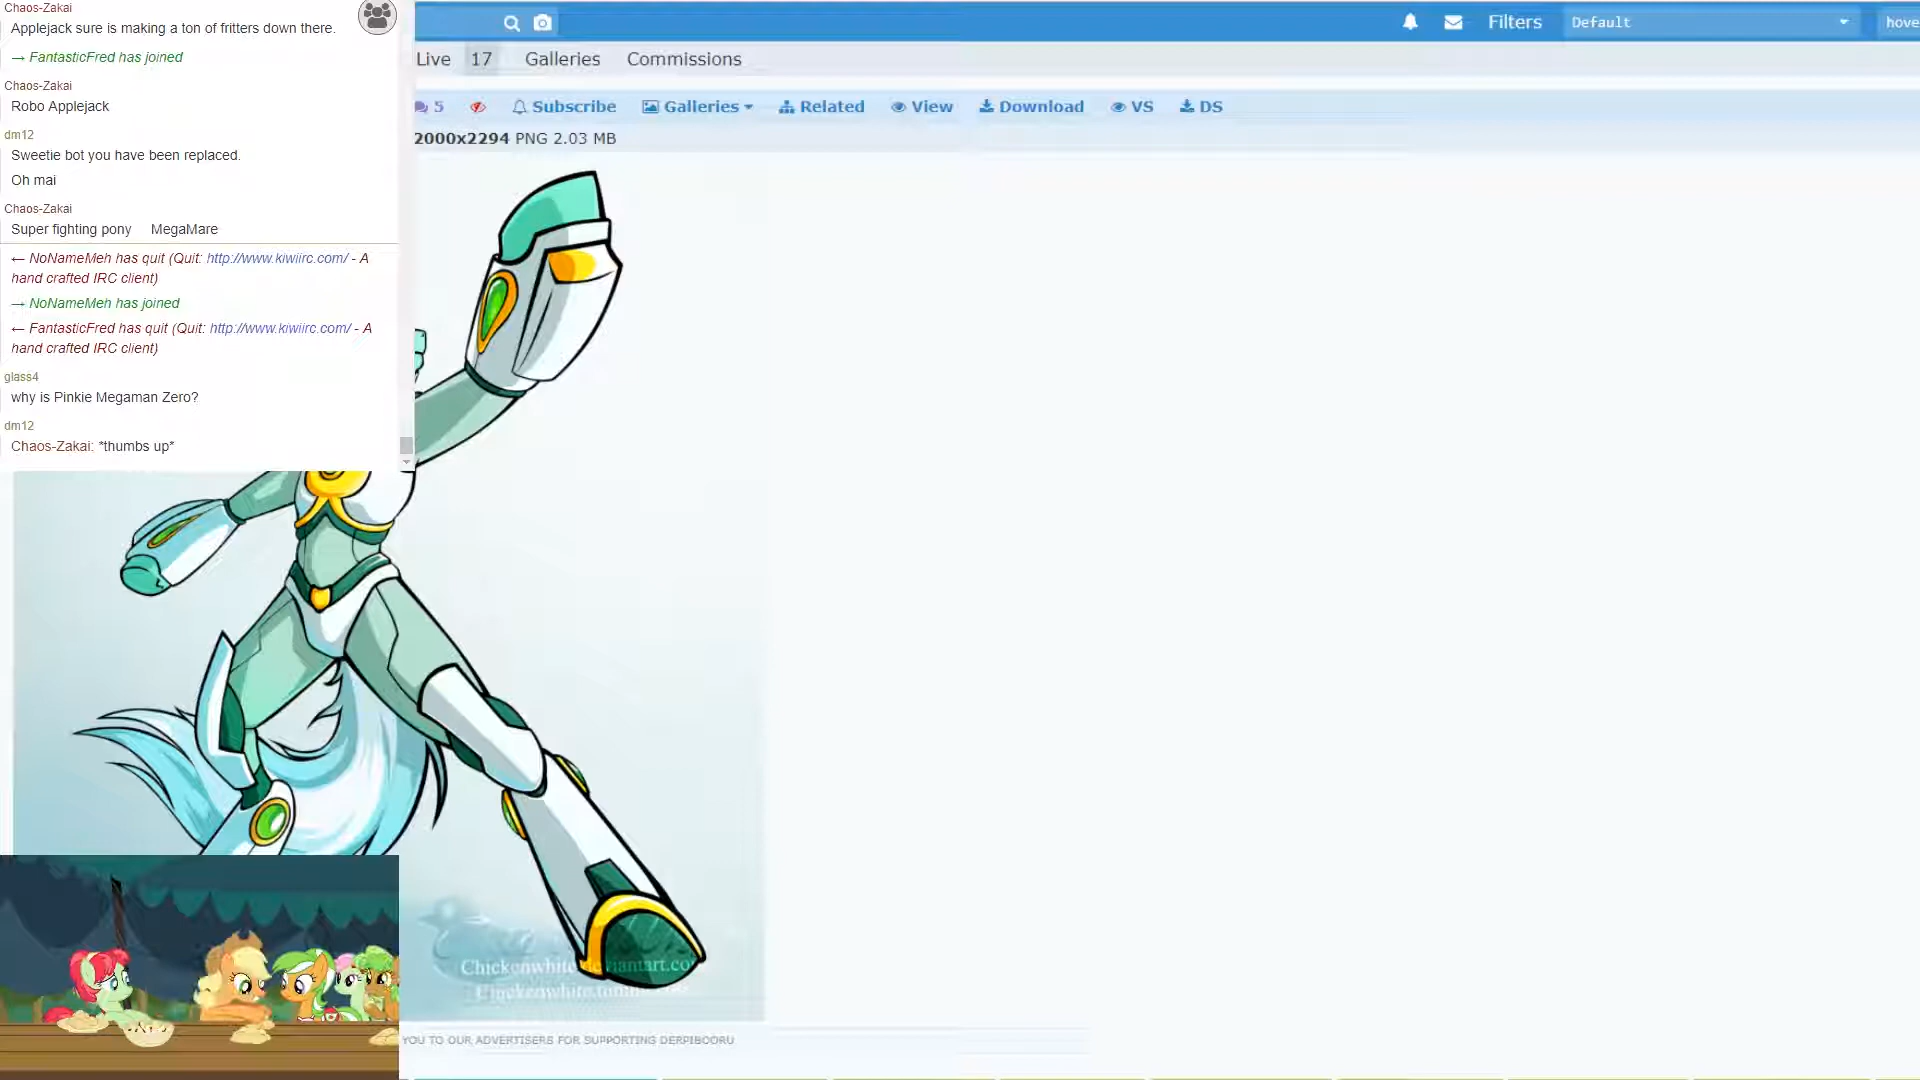 Chaos-Zakai
Applejack sure is making a ton of fritters down there.
→ FantasticFred has joined
Chaos-Zakai
Robo Applejack
dm12
Sweetie bot you have been replaced.
Oh mai
Chaos-Zakai
Super fighting pony MegaMare
← NoNameMeh has quit (Quit: http://www.kiwiirc.com/ - A
hand crafted IRC client)
→ NoNameMeh has joined
← FantasticFred has quit (Quit: http://www.kiwiirc.com/ - A
hand crafted IRC client)
glass4
why is Pinkie Megaman Zero?
dm12
Chaos-Zakai: *thumbs up*
Filters Default hove
Live 17 Galleries Commissions
5 Subscribe Galleries Related View Download VS DS
2000x2294 PNG 2.03 MB
YOU TO OUR ADVERTISERS FOR SUPPORTING DERPIBOORU